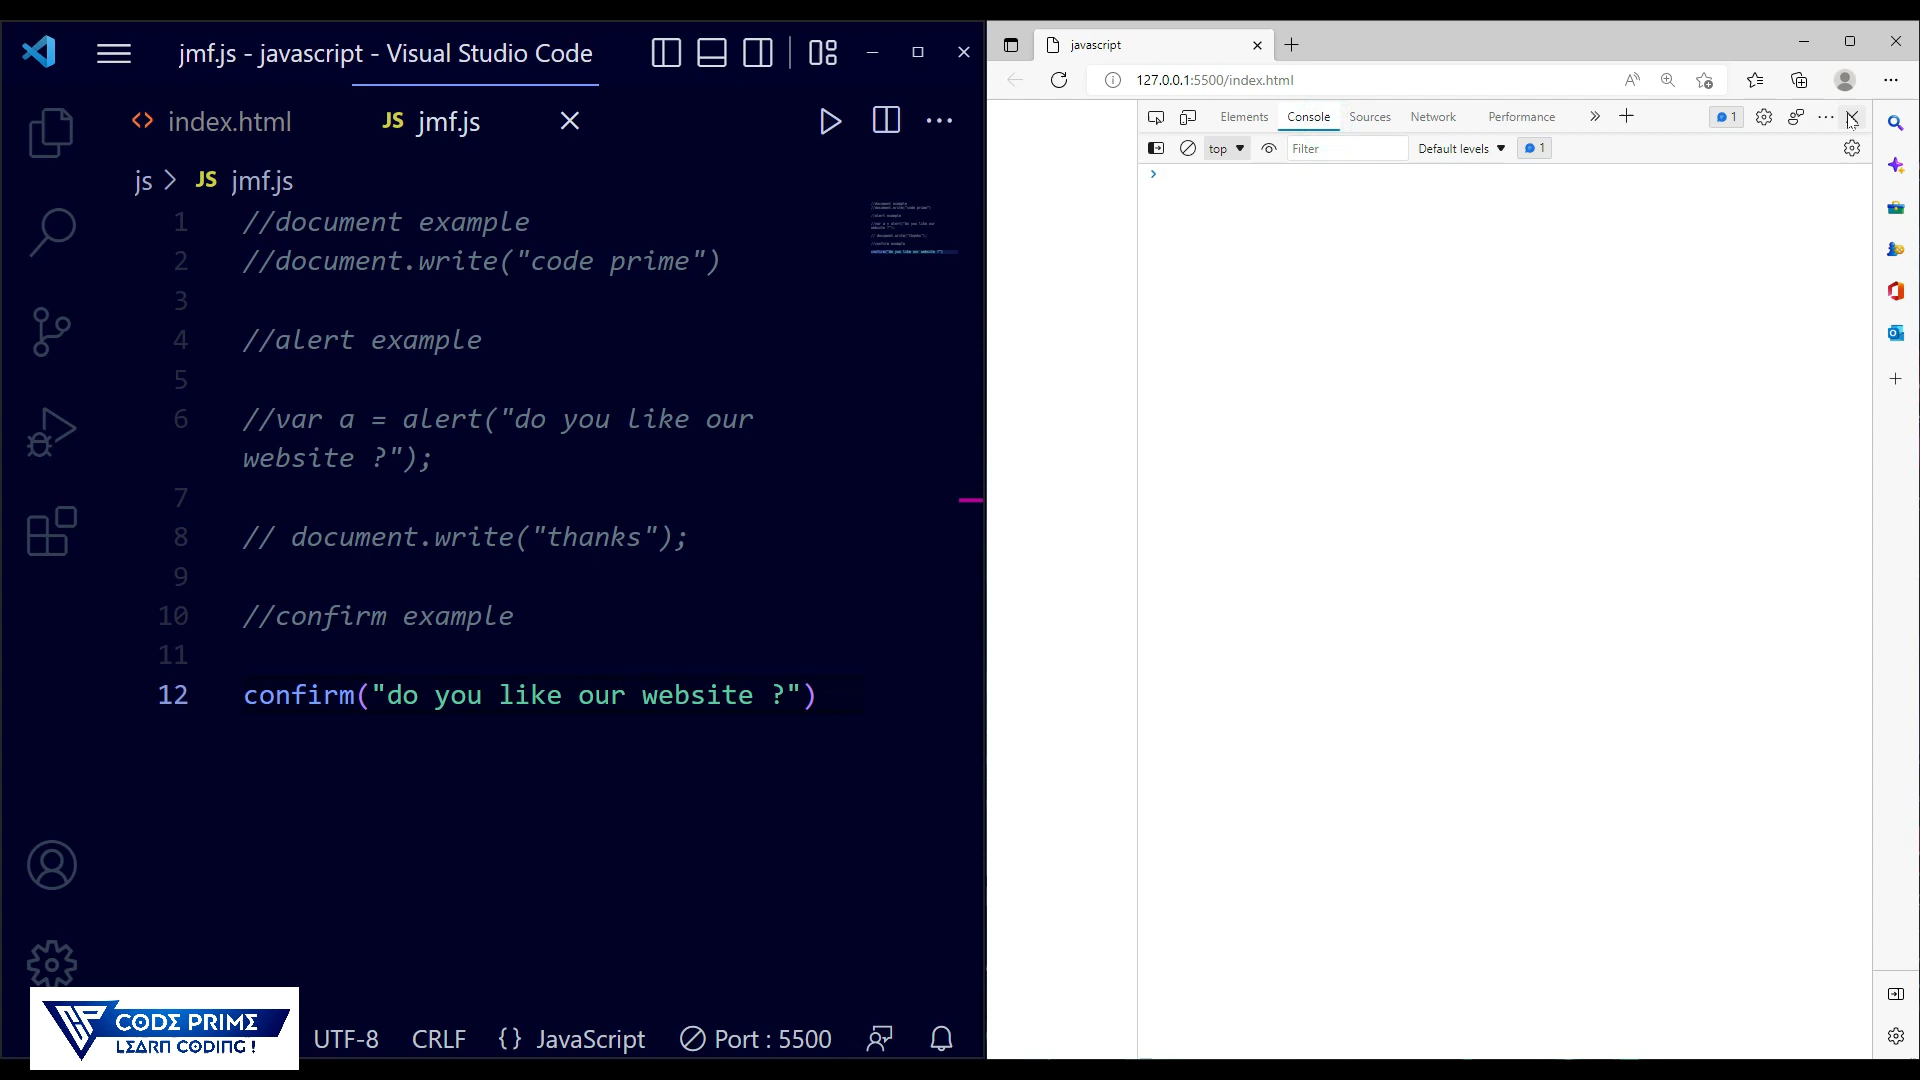 jmf.js - javascript - Visual Studio Code
index.html
JS jmf.js
js > JS jmf.js
1 //document example
2 //document.write("code prime")
3
4 //alert example
5
6 //var a = alert("do you like our
website ?");
7
8 // document.write("thanks");
9
10 //confirm example
11
12 confirm("do you like our website ?")
CODE PRIME
LEARN CODING !
UTF-8 CRLF {} JavaScript Port : 5500
javascript
127.0.0.1:5500/index.html
Elements Console Sources Network Performance 1
top Filter Default levels 1